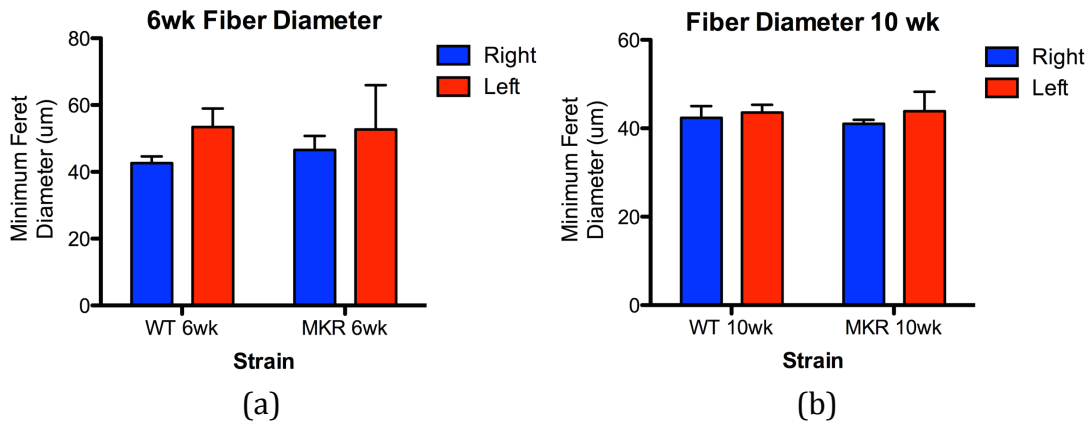 6wk Fiber Diameter
80
60
40
20
0
Minimum Feret
Diameter (um)
Right
Left
WT 6wk
MKR 6wk
Strain
(a)
Fiber Diameter 10 wk
60
40
20
0
Minimum Feret
Diameter (um)
Right
Left
WT 10wk
MKR 10wk
Strain
(b)